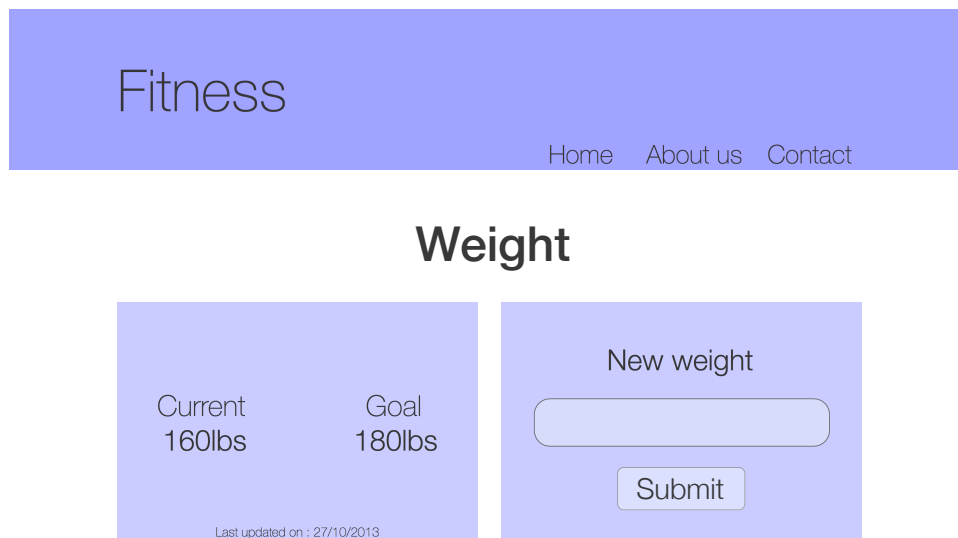 Fitness
Home About us Contact
Weight
Current
160lbs
Goal
180lbs
Last updated on : 27/10/2013
New weight
Submit